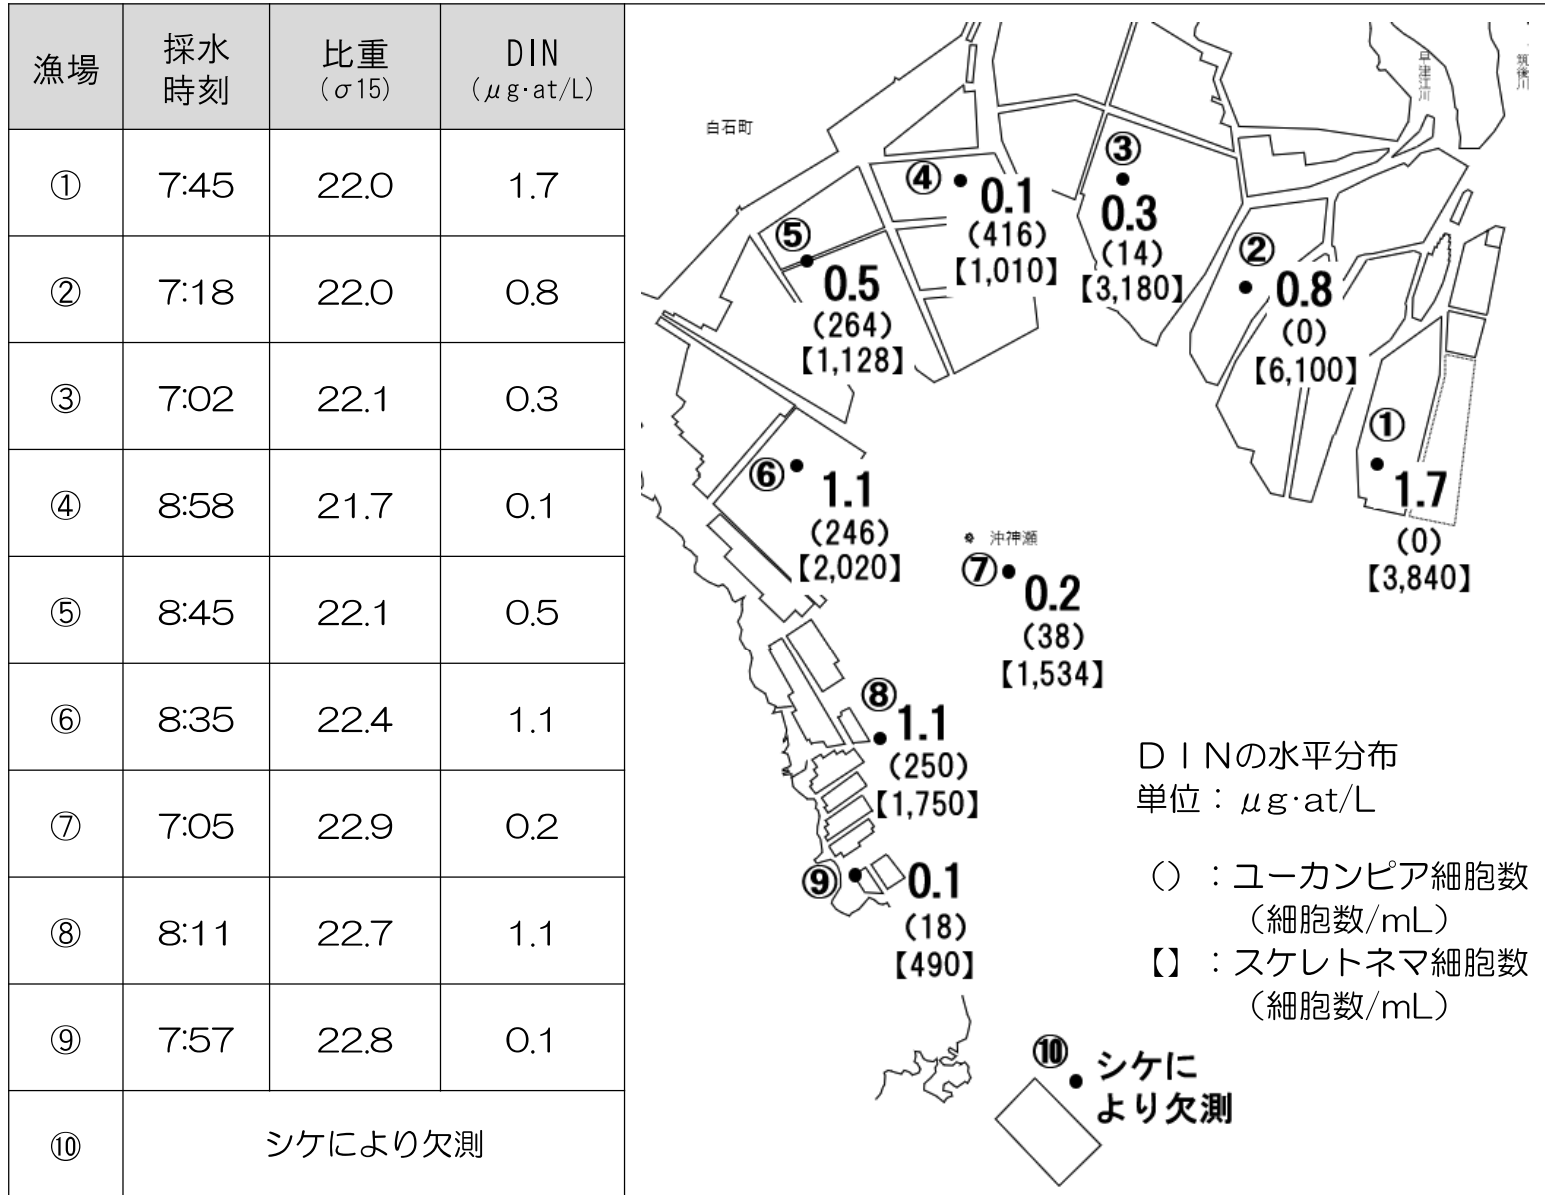 漁場 採水時刻 比重(σ15) DIN(μg·at/L)
① 7:45 22.0 1.7
② 7:18 22.0 0.8
③ 7:02 22.1 0.3
④ 8:58 21.7 0.1
⑤ 8:45 22.1 0.5
⑥ 8:35 22.4 1.1
⑦ 7:05 22.9 0.2
⑧ 8:11 22.7 1.1
⑨ 7:57 22.8 0.1
⑩ シケにより欠測
白石町
早津江川
筑後川
④
0.1
(416)
【1,010】
③
0.3
(14)
【3,180】
⑤
0.5
(264)
【1,128】
②
0.8
(0)
【6,100】
①
1.7
(0)
【3,840】
⑥
1.1
(246)
【2,020】
沖神瀬
⑦
0.2
(38)
【1,534】
⑧
1.1
(250)
【1,750】
⑨
0.1
(18)
【490】
⑩
シケに
より欠測
DINの水平分布
単位：μg·at/L
()：ユーカンピア細胞数
(細胞数/mL)
【】：スケレトネマ細胞数
(細胞数/mL)